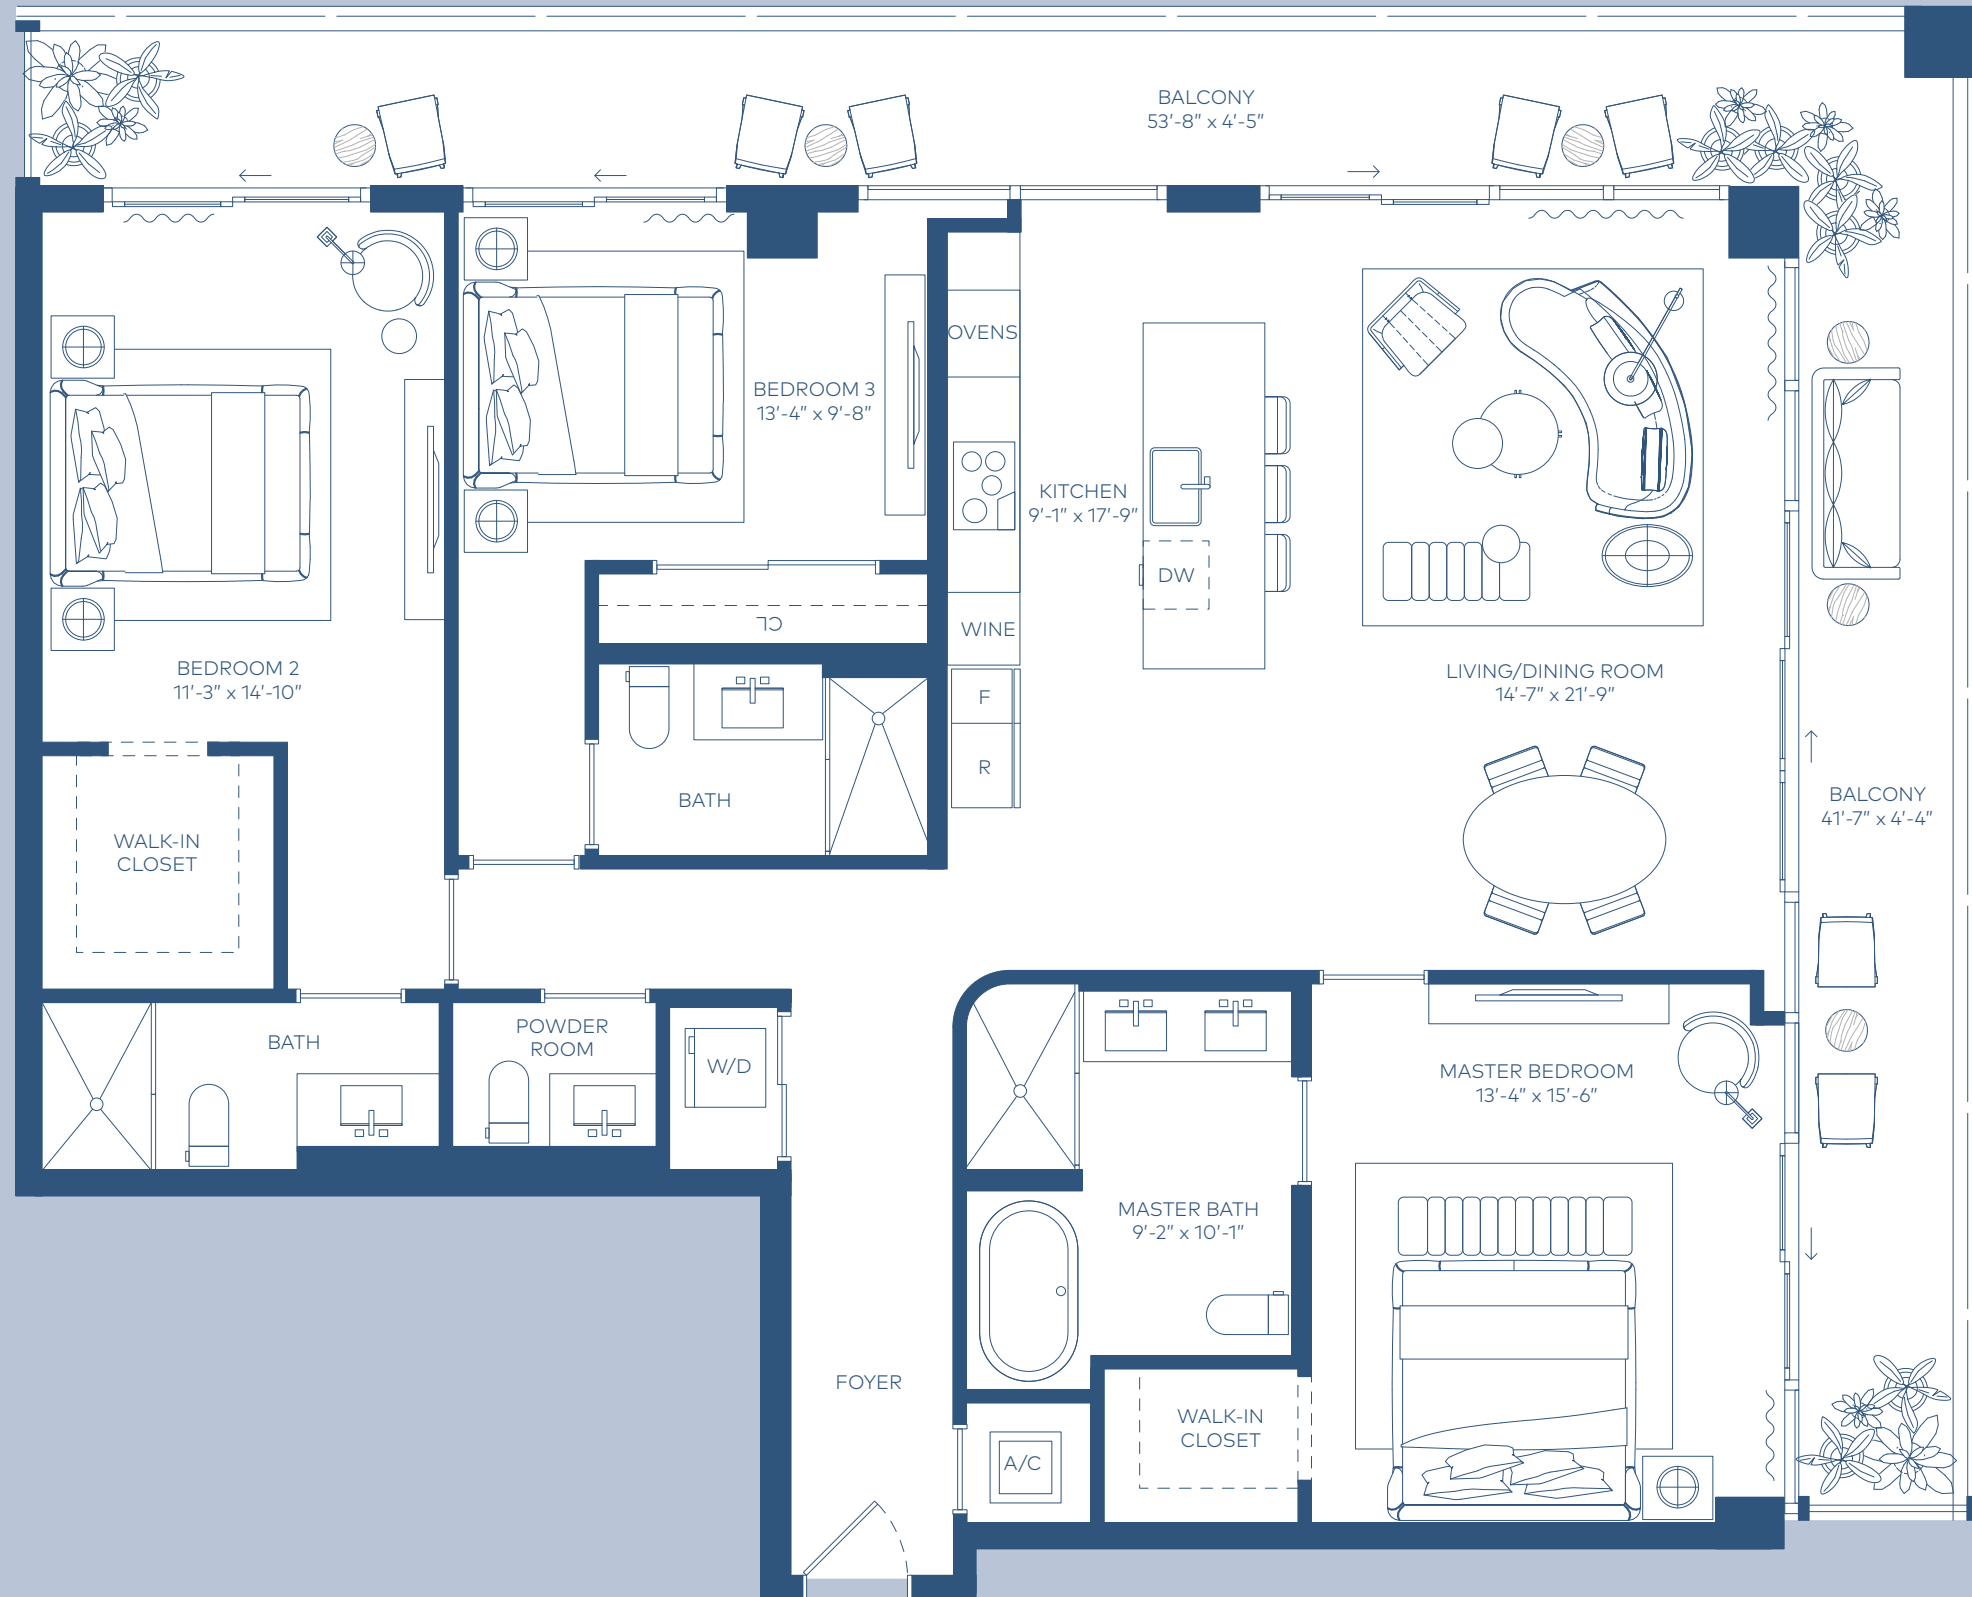 BALCONY
53'-8" x 4'-5"
OVENS
BEDROOM 3
13'-4" x 9'-8"
KITCHEN
9'-1" x 17'-9"
DW
CL
WINE
BEDROOM 2
11'-3" x 14'-10"
LIVING/DINING ROOM
14'-7" x 21'-9"
F
R
BATH
BALCONY
41'-7" x 4'-4"
WALK-IN
CLOSET
BATH
POWDER
ROOM
W/D
MASTER BEDROOM
13'-4" x 15'-6"
MASTER BATH
9'-2" x 10'-1"
FOYER
WALK-IN
CLOSET
A/C